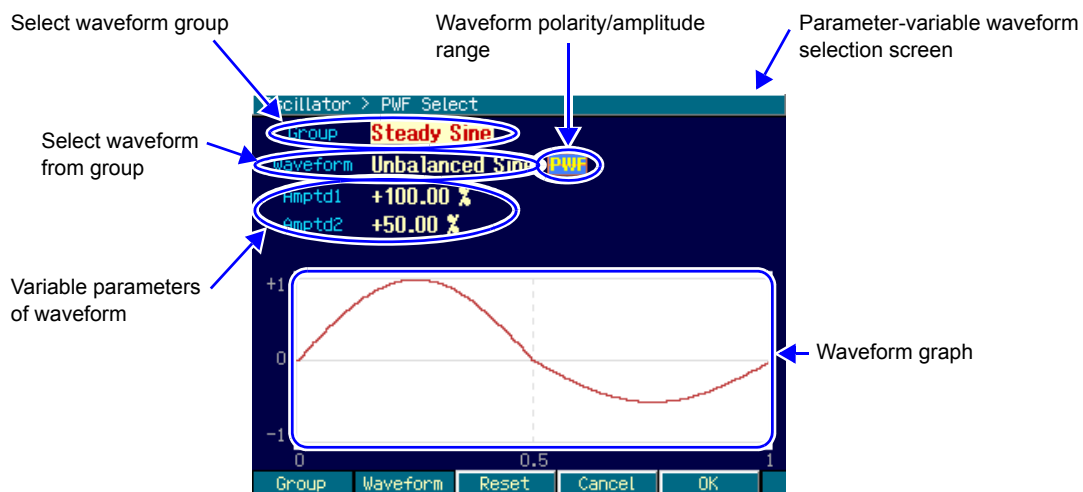 Select waveform group
Waveform polarity/amplitude
range
Parameter-variable waveform
selection screen
Oscillator > PWF Select
Group Steady Sine
Select waveform
from group
Waveform Unbalanced Sine PWF
Amptd1 +100.00 %
Amptd2 +50.00 %
Variable parameters
of waveform
+1
0
-1
Waveform graph
0 0.5 1
Group Waveform Reset Cancel OK